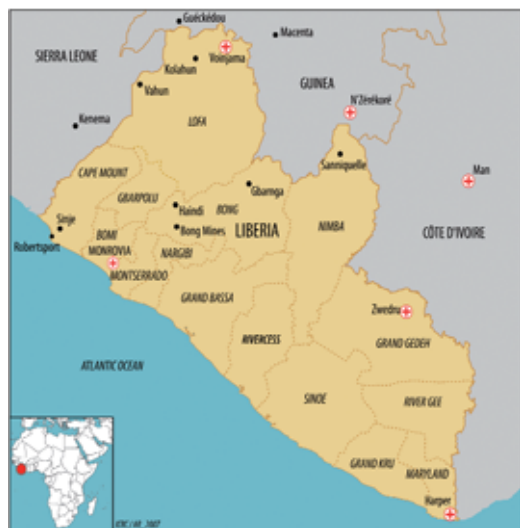 Guéckédou
Macenta
SIERRA LEONE
Kolahun
Voinjama
GUINEA
Vahun
N'Zérékoré
Kenema
LOFA
Sanniquelle
Man
CAPE MOUNT
GBARPOLU
Gbarnga
Haindi
BONG
Sinje
BOMI
Bong Mines
LIBERIA
NIMBA
CÔTE D'IVOIRE
Robertsport
MONROVIA
NARGIBI
MONTSERRADO
GRAND BASSA
Zwedru
RIVERCESS
GRAND GEDEH
ATLANTIC OCEAN
SINOE
RIVER GEE
GRAND KRU
MARYLAND
Harper
ICRC / AR_2007